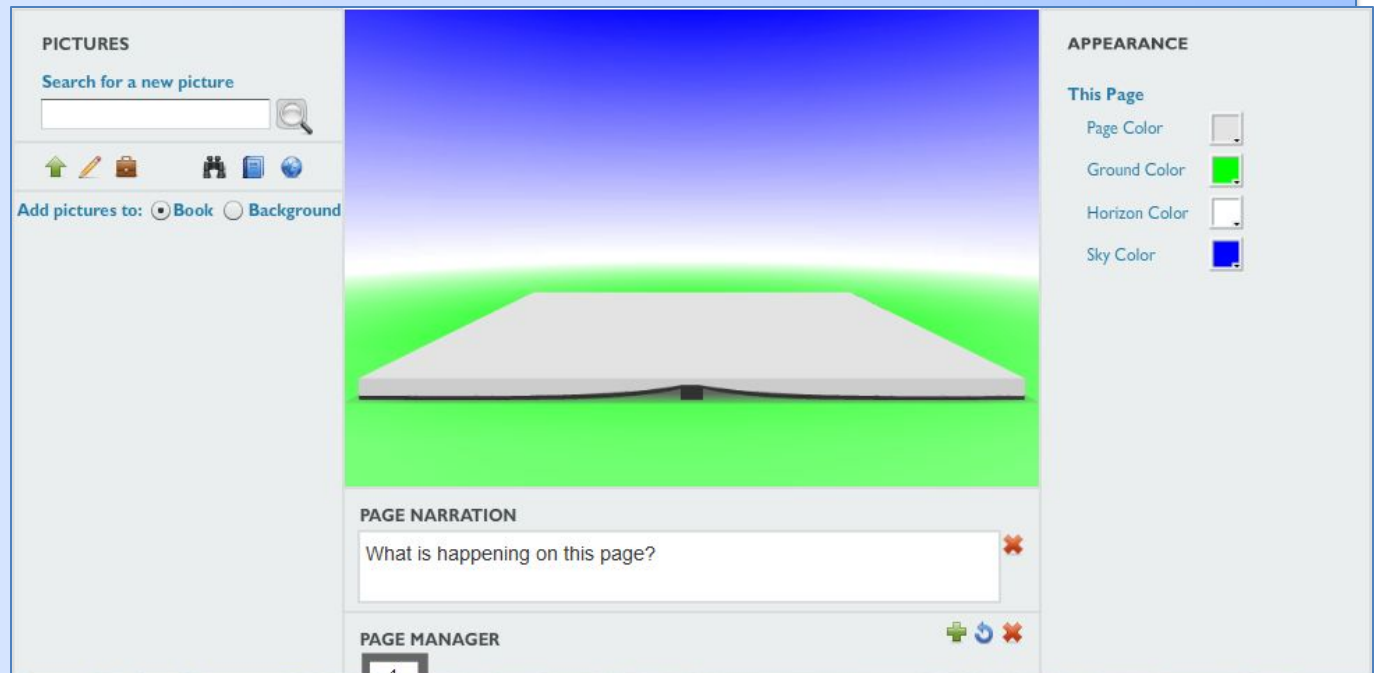 PICTURES
Search for a new picture
Add pictures to: Book Background
PAGE NARRATION
What is happening on this page?
PAGE MANAGER
APPEARANCE
This Page
Page Color
Ground Color
Horizon Color
Sky Color